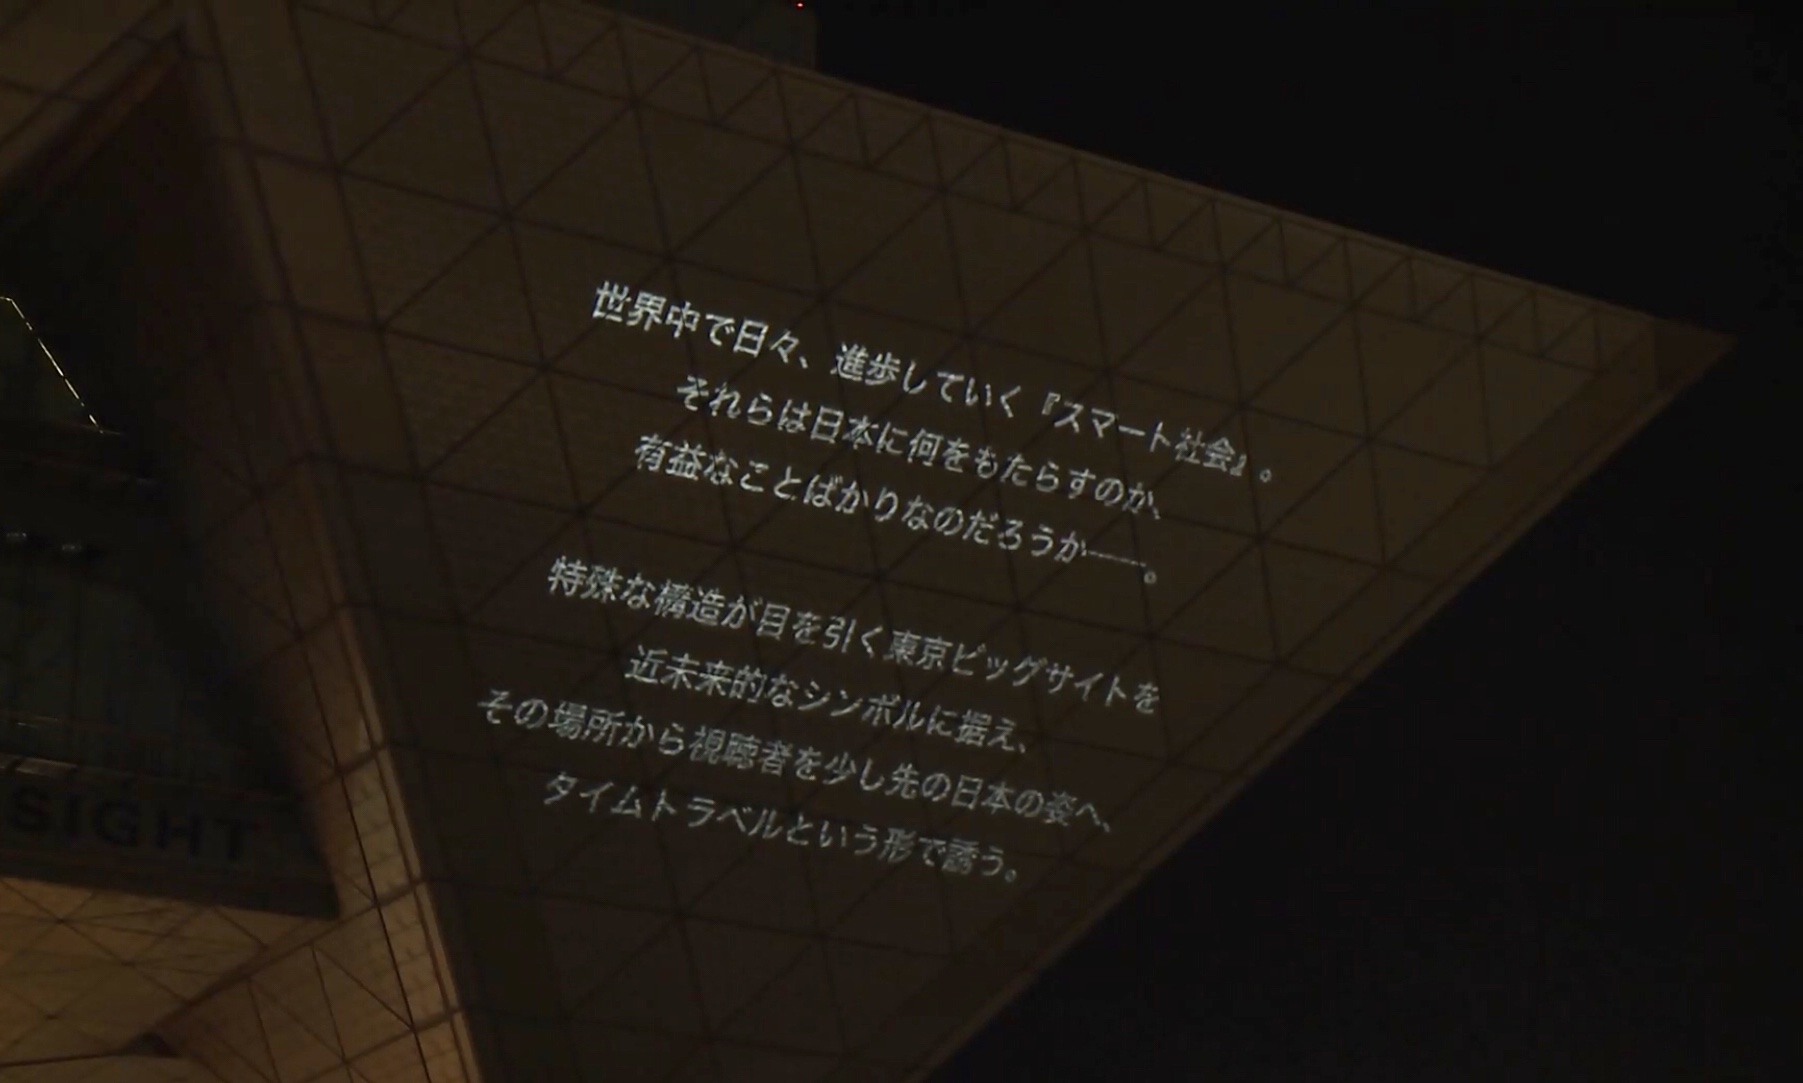 世界中で日々、進歩していく『スマート社会』。
それらは日本に何をもたらすのか、
有益なことばかりなのだろうか――。
特殊な構造が目を引く東京ビッグサイトを
近未来的なシンボルに据え、
その場所から視聴者を少し先の日本の姿へ、
タイムトラベルという形で誘う。
SIGHT